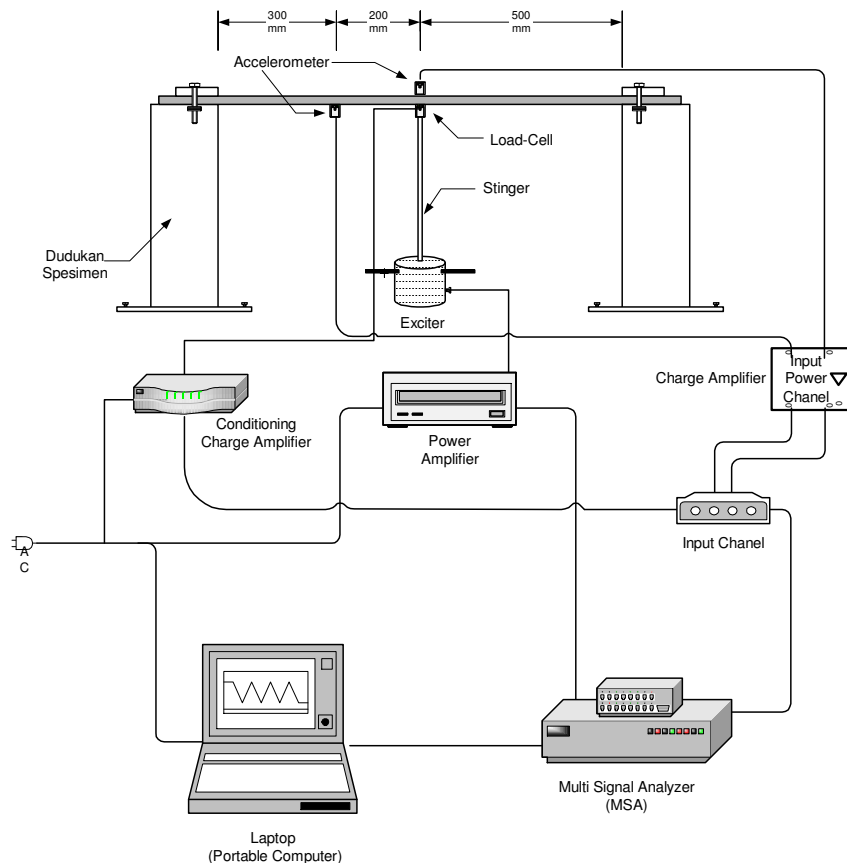 300
mm
200
mm
500
mm
Accelerometer
Load-Cell
Stinger
Dudukan
Spesimen
Exciter
Charge Amplifier
Input
Power
Chanel
Conditioning
Charge Amplifier
Power
Amplifier
Input Chanel
A
C
Multi Signal Analyzer
(MSA)
Laptop
(Portable Computer)